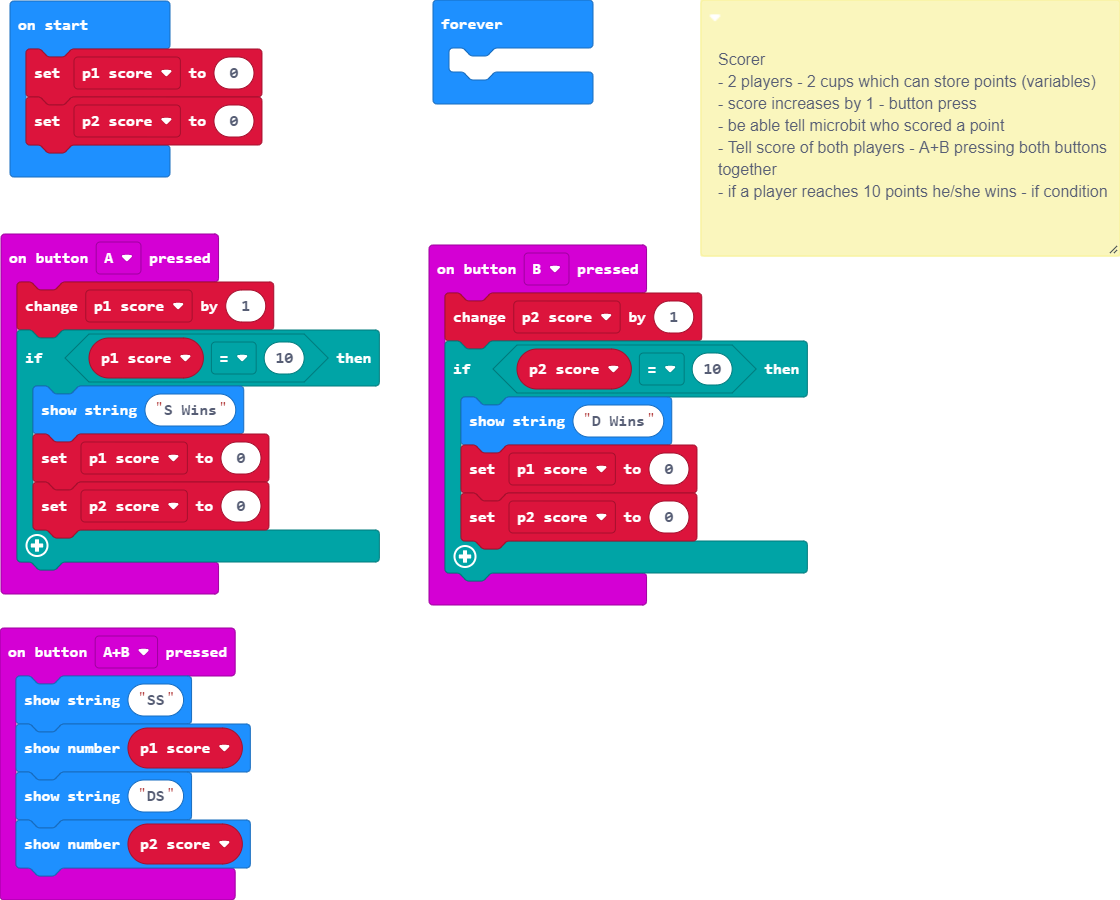 on start
set p1 score to 0
set p2 score to 0
forever
Scorer
- 2 players - 2 cups which can store points (variables)
- score increases by 1 - button press
- be able tell microbit who scored a point
- Tell score of both players - A+B pressing both buttons
together
- if a player reaches 10 points he/she wins - if condition
on button A pressed
change p1 score by 1
if p1 score = 10 then
show string "S Wins"
set p1 score to 0
set p2 score to 0
on button B pressed
change p2 score by 1
if p2 score = 10 then
show string "D Wins"
set p1 score to 0
set p2 score to 0
on button A+B pressed
show string "SS"
show number p1 score
show string "DS"
show number p2 score